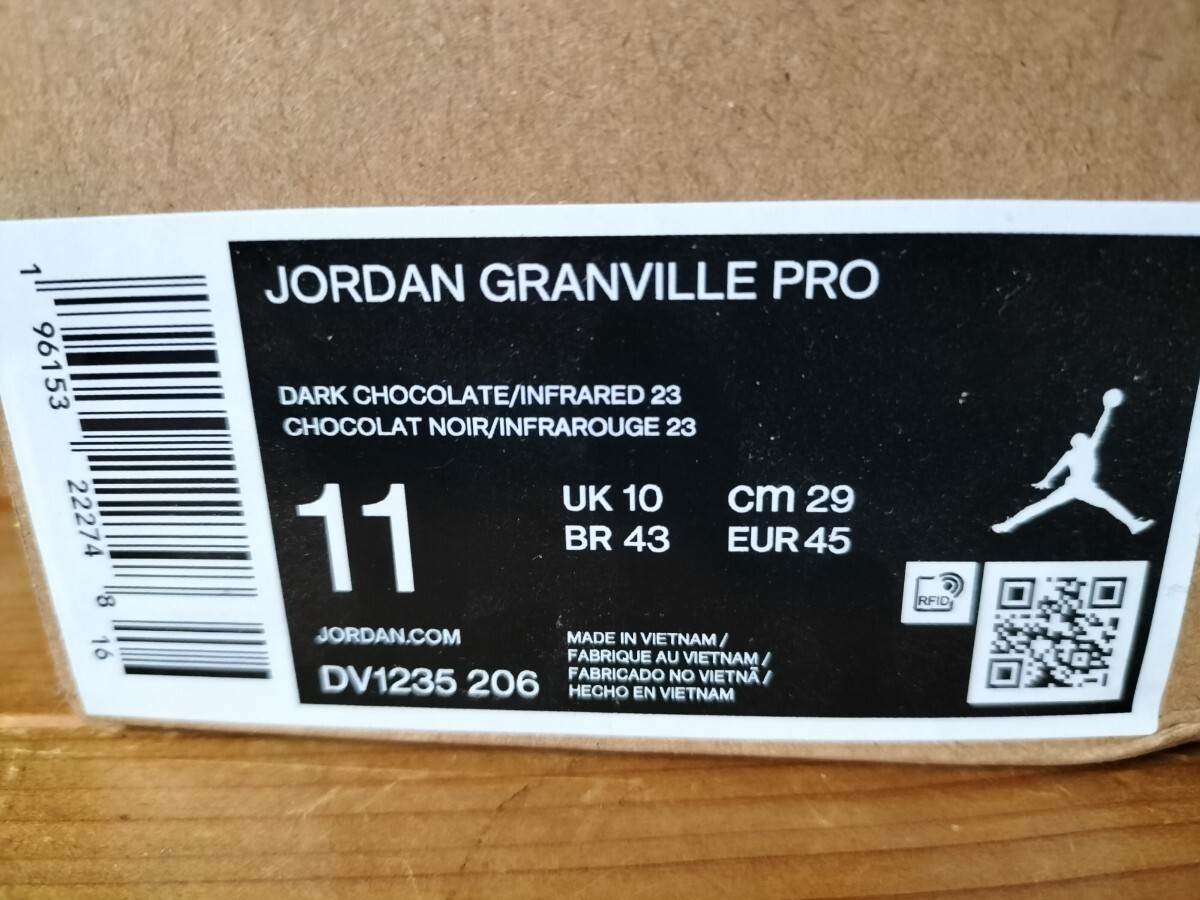 JORDAN GRANVILLE PRO
DARK CHOCOLATE/INFRARED 23
CHOCOLAT NOIR/INFRAROUGE 23
11
UK 10
cm 29
BR 43
EUR 45
JORDAN.COM
DV1235 206
MADE IN VIETNAM /
FABRIQUE AU VIETNAM /
FABRICADO NO VIETNÃ /
HECHO EN VIETNAM
RFID
1 96153 22274 8 16